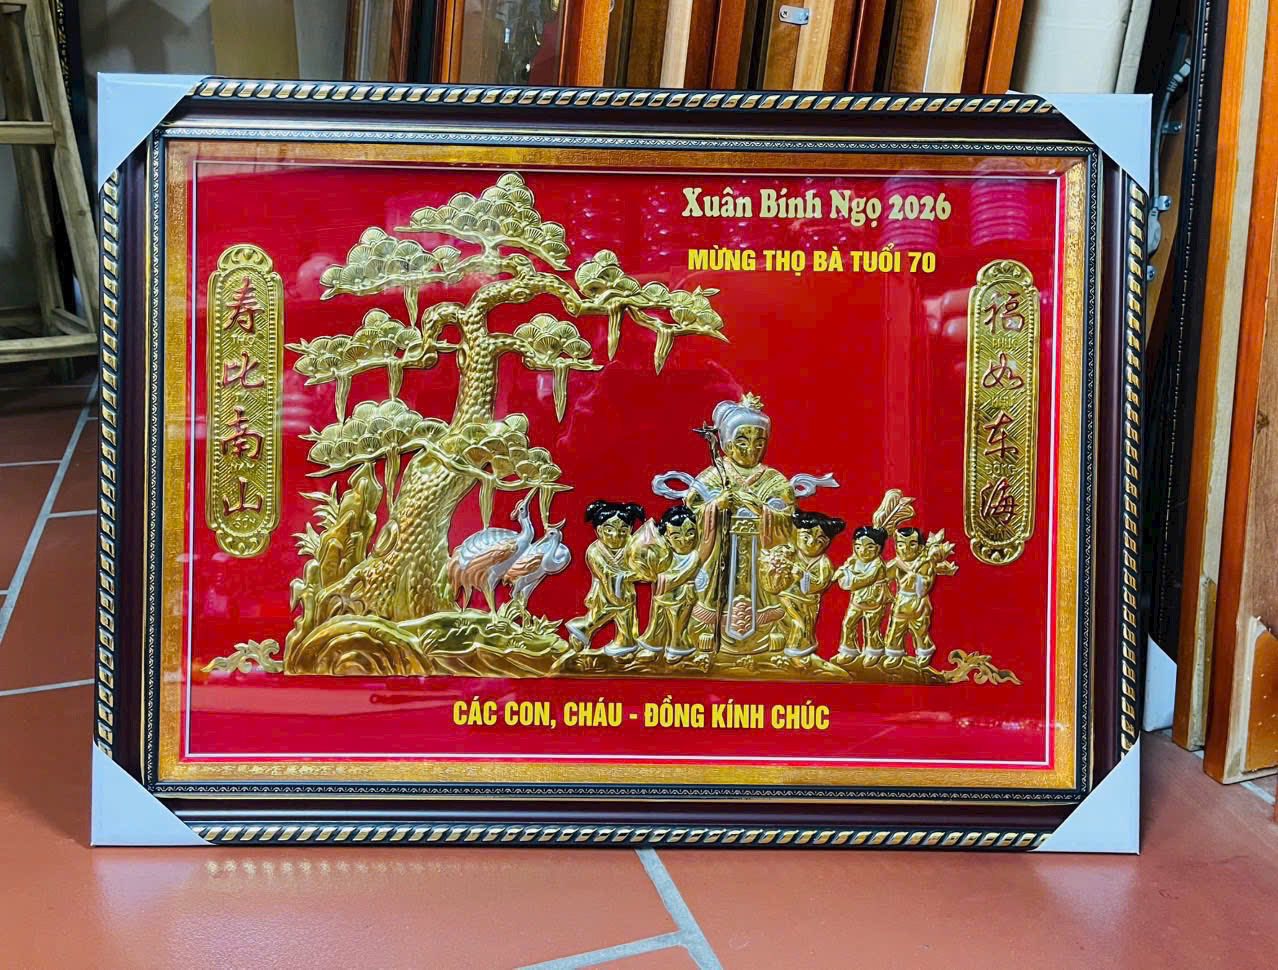 Xuân Bính Ngọ 2026
MỪNG THỌ BÀ TUỔI 70
寿比南山
福如东海
CÁC CON, CHÁU - ĐỒNG KÍNH CHÚC